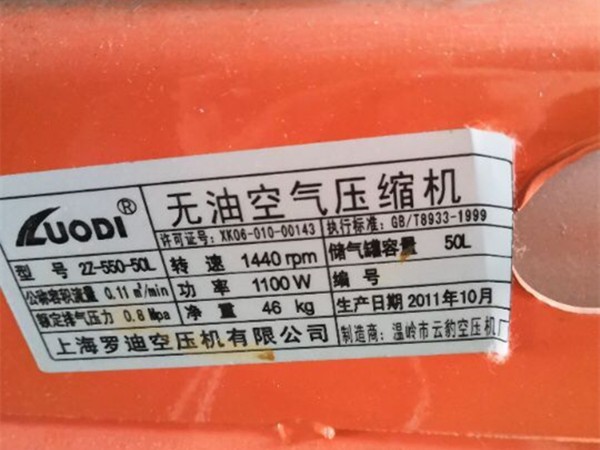 LUODI® 无油空气压缩机
许可证号: XK06-010-00143 执行标准: GB/T8933-1999
型号 2Z-550-50L 转速 1440 rpm 储气罐容量 50L
公称容积流量 0.11 m³/min 功率 1100 W 编号
额定排气压力 0.8 Mpa 净重 46 kg 生产日期 2011年10月
上海罗迪空压机有限公司 制造商: 温岭市云豹空压机厂